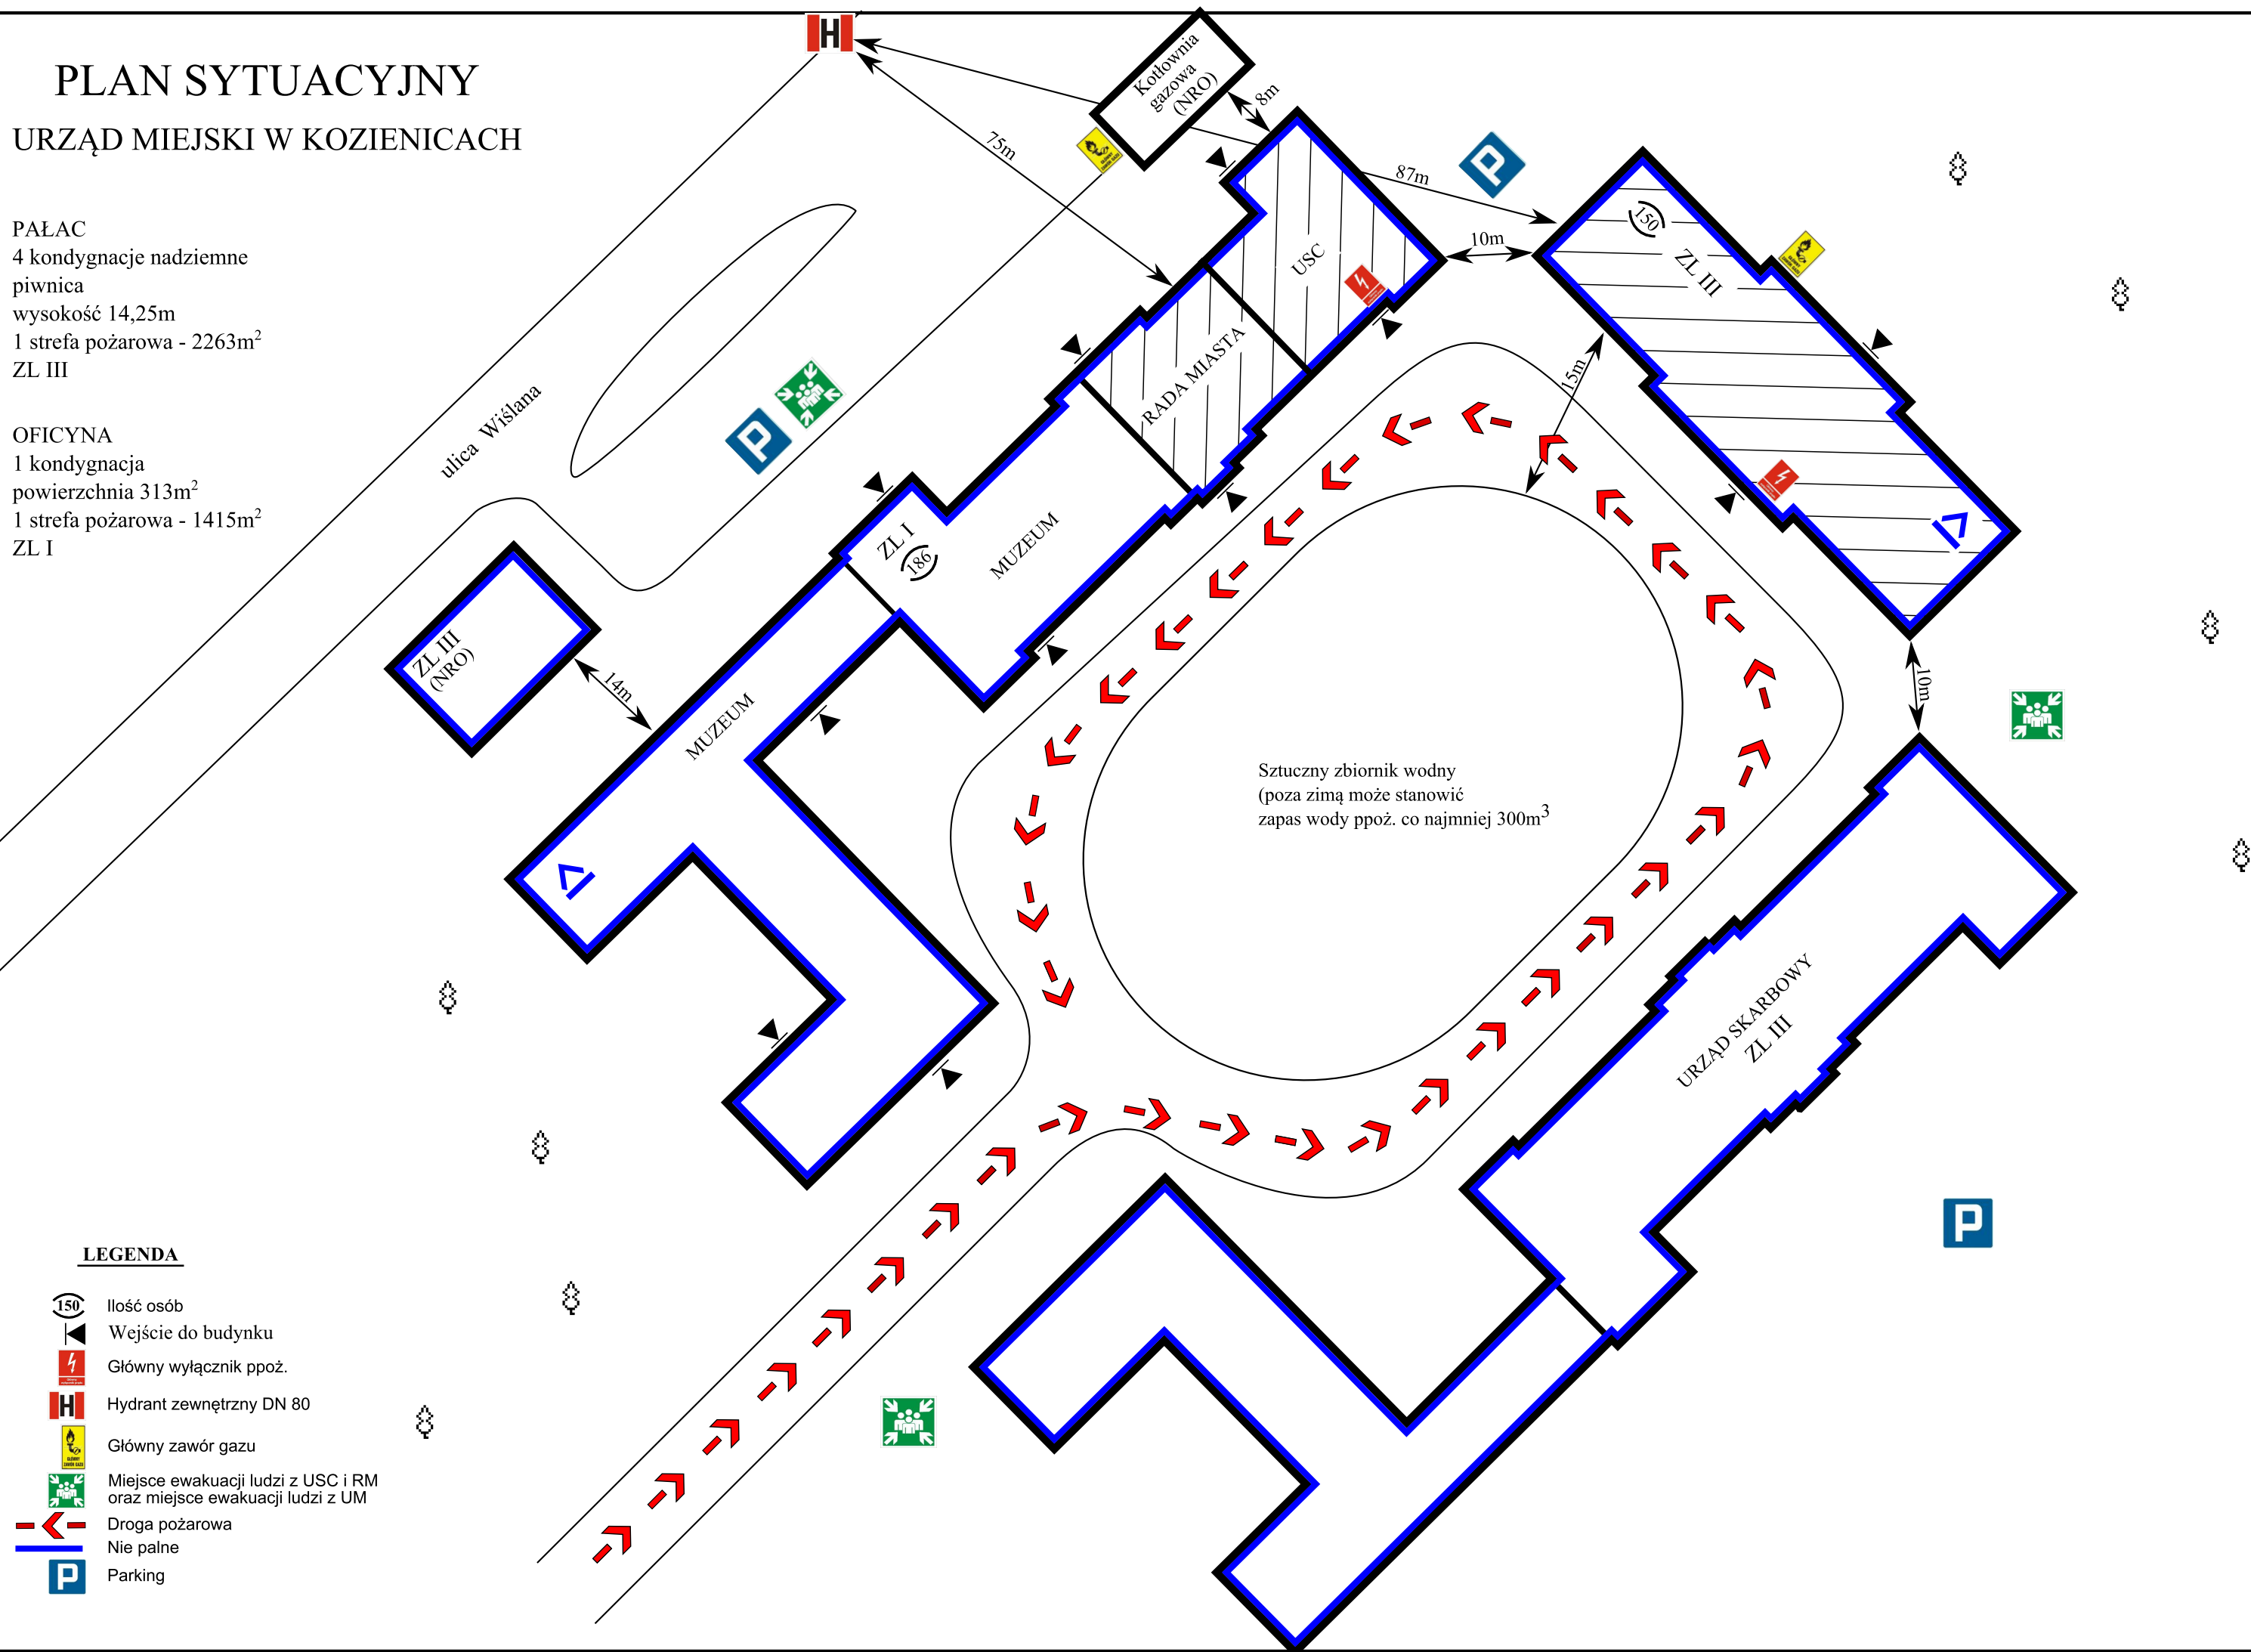 PLAN SYTUACYJNY
URZĄD MIEJSKI W KOZIENICACH
PAŁAC
4 kondygnacje nadziemne
piwnica
wysokość 14,25m
1 strefa pożarowa - 2263m²
ZL III
OFICYNA
1 kondygnacja
powierzchnia 313m²
1 strefa pożarowa - 1415m²
ZL I
H
Kotłownia
gazowa
(NRO)
8m
75m
87m
P
10m
150
ZL III
USC
RADA MIASTA
15m
ulica Wiślana
P
ZL I
186
MUZEUM
ZL III
(NRO)
14m
MUZEUM
10m
Sztuczny zbiornik wodny
(poza zimą może stanowić
zapas wody ppoż. co najmniej 300m³
URZĄD SKARBOWY
ZL III
P
LEGENDA
150 Ilość osób
Wejście do budynku
Główny wyłącznik ppoż.
H Hydrant zewnętrzny DN 80
GŁÓWNY
ZAWÓR GAZU
Główny zawór gazu
Miejsce ewakuacji ludzi z USC i RM
oraz miejsce ewakuacji ludzi z UM
Droga pożarowa
Nie palne
P Parking